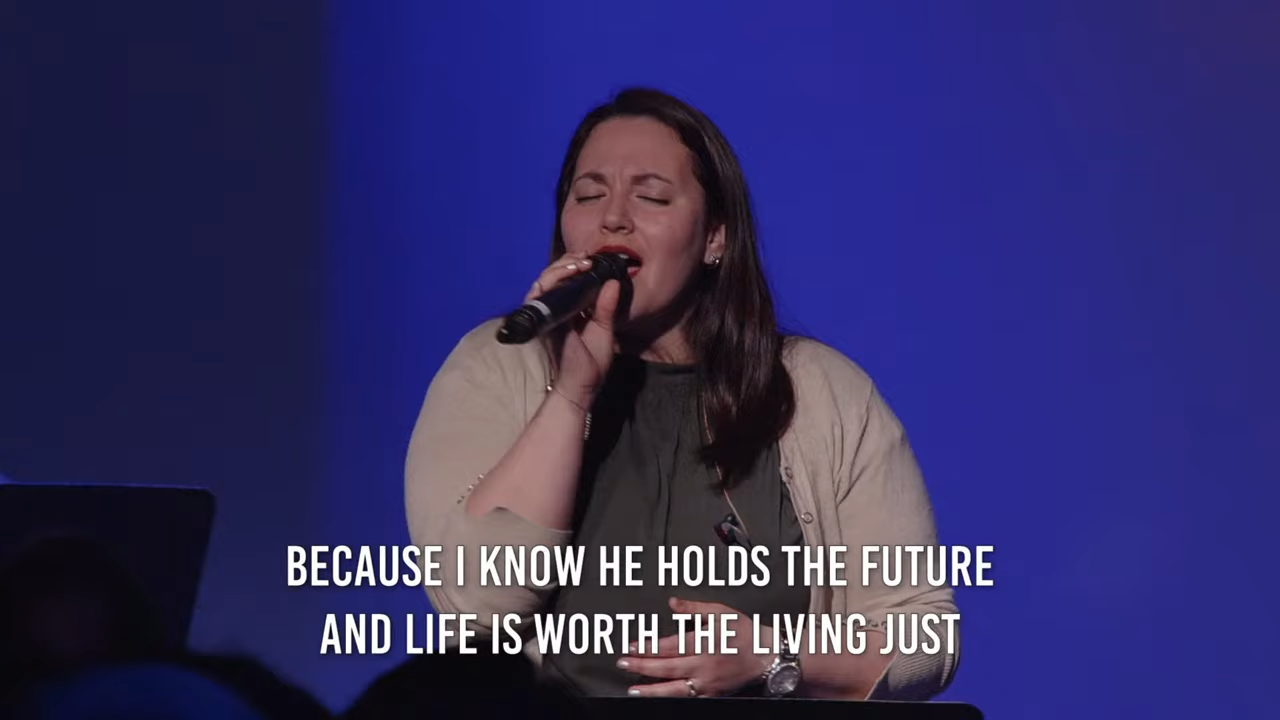 BECAUSE I KNOW HE HOLDS THE FUTURE
AND LIFE IS WORTH THE LIVING JUST